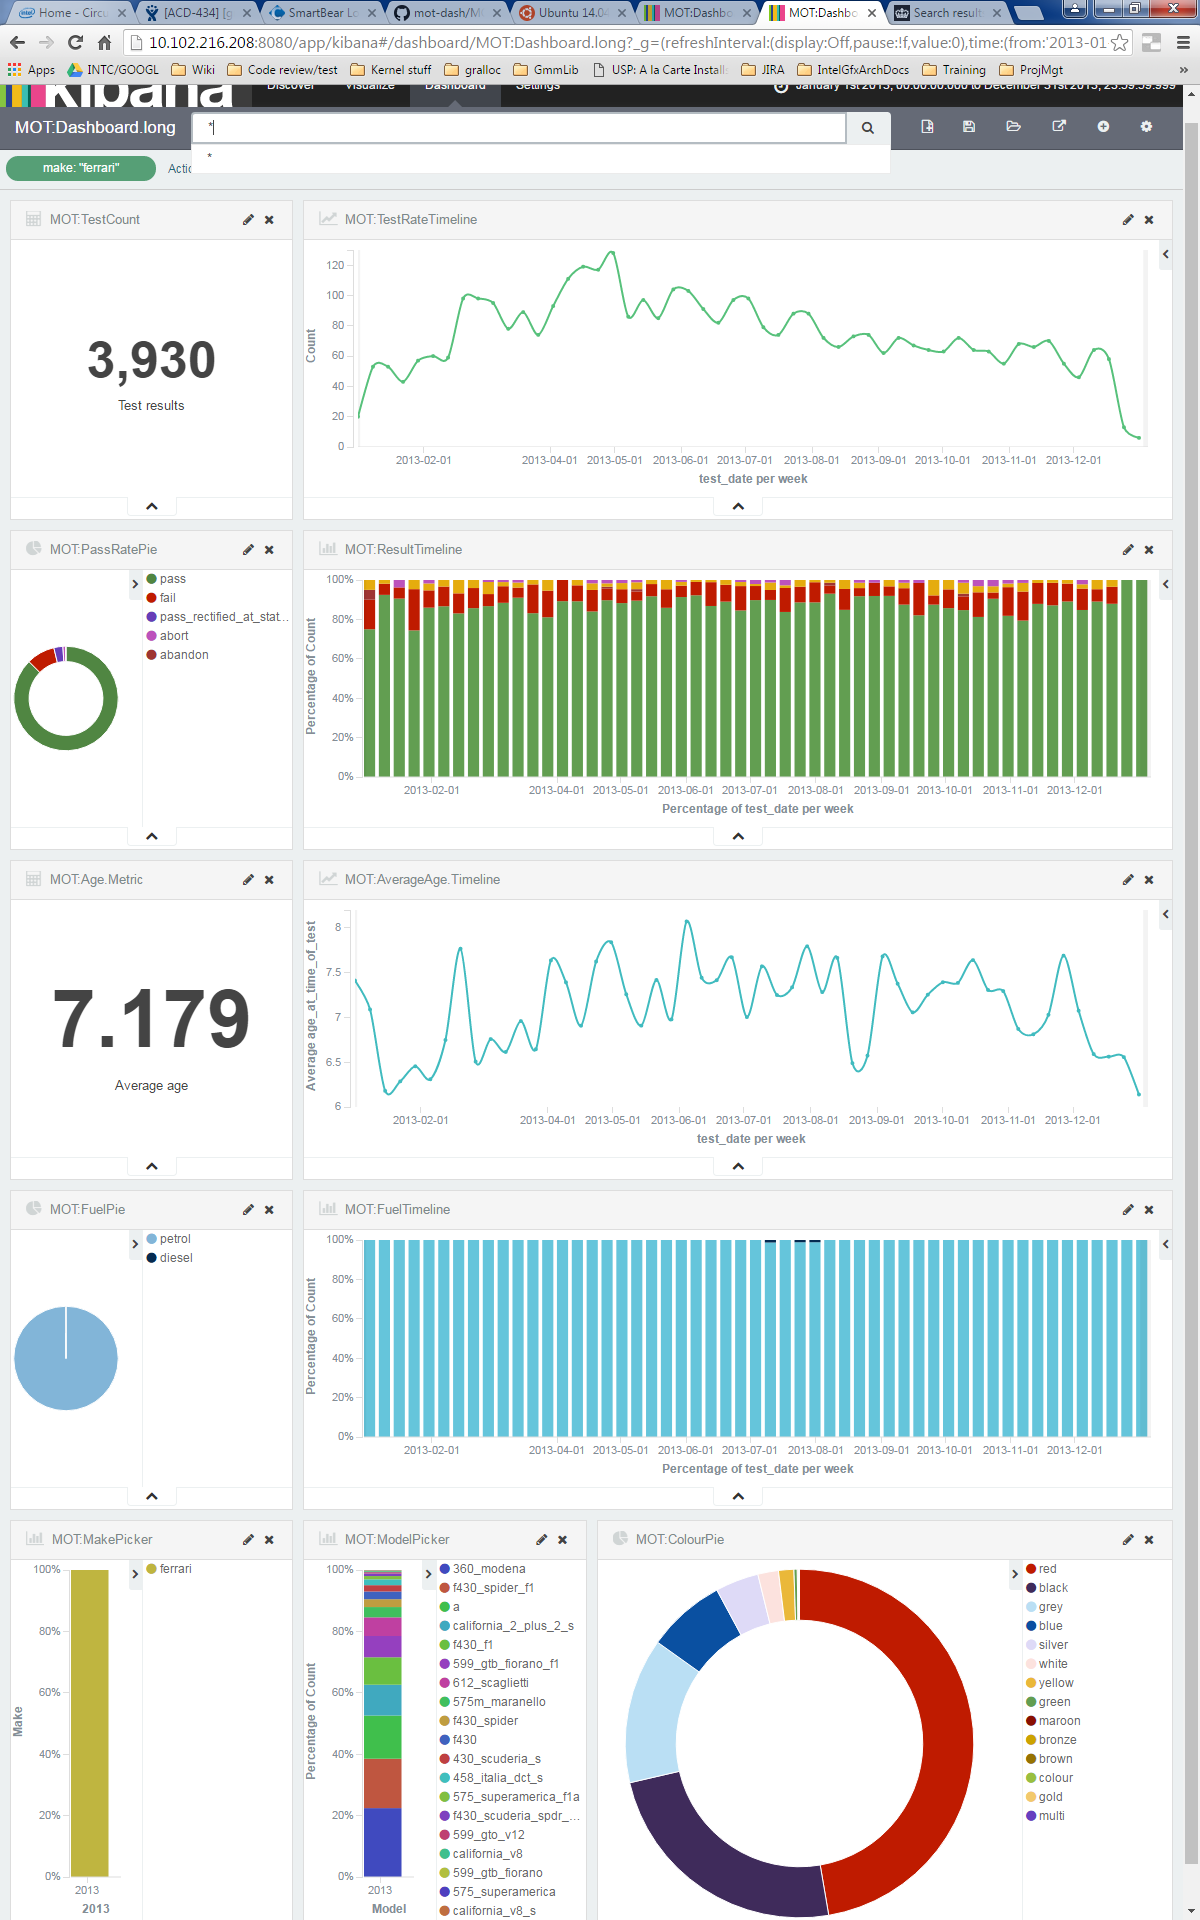 Home - Circu
[ACD-434] [g
SmartBear Lo
mot-dash/M
Ubuntu 14.04
MOT:Dashbo
MOT:Dashbo
Search result
10.102.216.208:8080/app/kibana#/dashboard/MOT:Dashboard.long?_g=(refreshInterval:(display:Off,pause:!f,value:0),time:(from:'2013-01
Apps
INTC/GOOGL
Wiki
Code review/test
Kernel stuff
gralloc
GmmLib
USP: A la Carte Install
JIRA
IntelGfxArchDocs
Training
ProjMgt
»
kibana
Discover
Visualize
Dashboard
Settings
January 1st 2013, 00:00:00.000 to December 31st 2013, 23:59:59.999
MOT:Dashboard.long
*
*
make: "ferrari"
Actio
MOT:TestCount
3,930
Test results
MOT:TestRateTimeline
120
100
80
60
40
20
0
Count
2013-02-01
2013-04-01
2013-05-01
2013-06-01
2013-07-01
2013-08-01
2013-09-01
2013-10-01
2013-11-01
2013-12-01
test_date per week
MOT:PassRatePie
pass
fail
pass_rectified_at_stat...
abort
abandon
MOT:ResultTimeline
100%
80%
60%
40%
20%
0%
Percentage of Count
2013-02-01
2013-04-01
2013-05-01
2013-06-01
2013-07-01
2013-08-01
2013-09-01
2013-10-01
2013-11-01
2013-12-01
Percentage of test_date per week
MOT:Age.Metric
7.179
Average age
MOT:AverageAge.Timeline
8
7.5
7
6.5
6
Average age_at_time_of_test
2013-02-01
2013-04-01
2013-05-01
2013-06-01
2013-07-01
2013-08-01
2013-09-01
2013-10-01
2013-11-01
2013-12-01
test_date per week
MOT:FuelPie
petrol
diesel
MOT:FuelTimeline
100%
80%
60%
40%
20%
0%
Percentage of Count
2013-02-01
2013-04-01
2013-05-01
2013-06-01
2013-07-01
2013-08-01
2013-09-01
2013-10-01
2013-11-01
2013-12-01
Percentage of test_date per week
MOT:MakePicker
100%
80%
60%
40%
20%
0%
Make
2013
2013
ferrari
MOT:ModelPicker
100%
80%
60%
40%
20%
0%
Percentage of Count
2013
Model
360_modena
f430_spider_f1
a
california_2_plus_2_s
f430_f1
599_gtb_fiorano_f1
612_scaglietti
575m_maranello
f430_spider
f430
430_scuderia_s
458_italia_dct_s
575_superamerica_f1a
f430_scuderia_spdr_...
599_gto_v12
california_v8
599_gtb_fiorano
575_superamerica
california_v8_s
MOT:ColourPie
red
black
grey
blue
silver
white
yellow
green
maroon
bronze
brown
colour
gold
multi